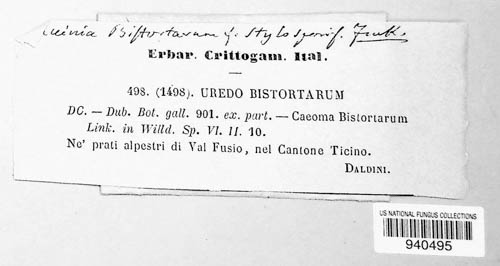 Bistortarum f. stylosporif.
Erbar. Crittogam. Ital.
498. (1498). UREDO BISTORTARUM
DC. — Dub. Bot. gall. 901. ex. part. — Caeoma Bistortarum
Link. in Willd. Sp. VI. II. 10.
Ne' prati alpestri di Val Fusio, nel Cantone Ticino.
DALDINI.
US NATIONAL FUNGUS COLLECTIONS
940495